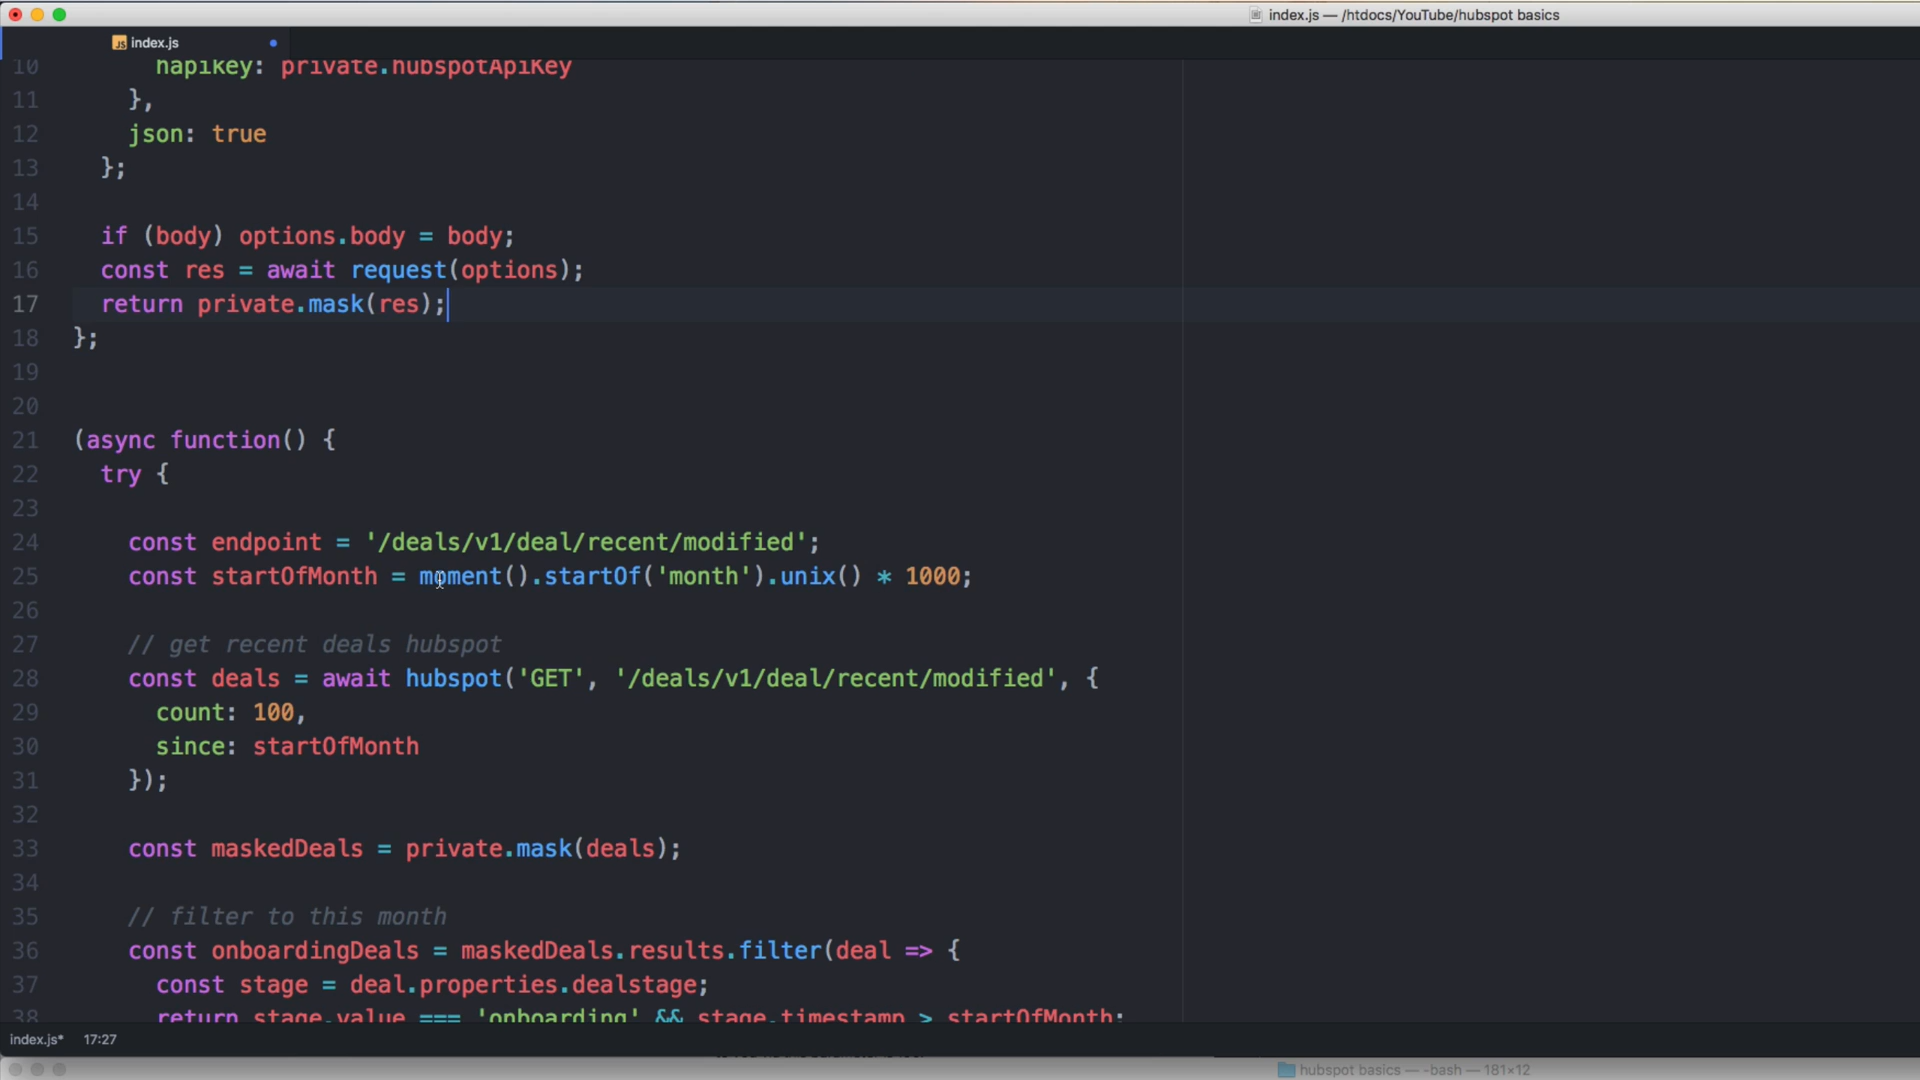 index.js — /htdocs/YouTube/hubspot basics
index.js
10 hapikey: private.hubspotApiKey
11 },
12 json: true
13 };
14
15 if (body) options.body = body;
16 const res = await request(options);
17 return private.mask(res);
18 };
19
20
21 (async function() {
22 try {
23
24 const endpoint = '/deals/v1/deal/recent/modified';
25 const startOfMonth = moment().startOf('month').unix() * 1000;
26
27 // get recent deals hubspot
28 const deals = await hubspot('GET', '/deals/v1/deal/recent/modified', {
29 count: 100,
30 since: startOfMonth
31 });
32
33 const maskedDeals = private.mask(deals);
34
35 // filter to this month
36 const onboardingDeals = maskedDeals.results.filter(deal => {
37 const stage = deal.properties.dealstage;
38 return stage.value === 'onboarding' && stage.timestamp > startOfMonth;
index.js* 17:27
hubspot basics — -bash — 181×12